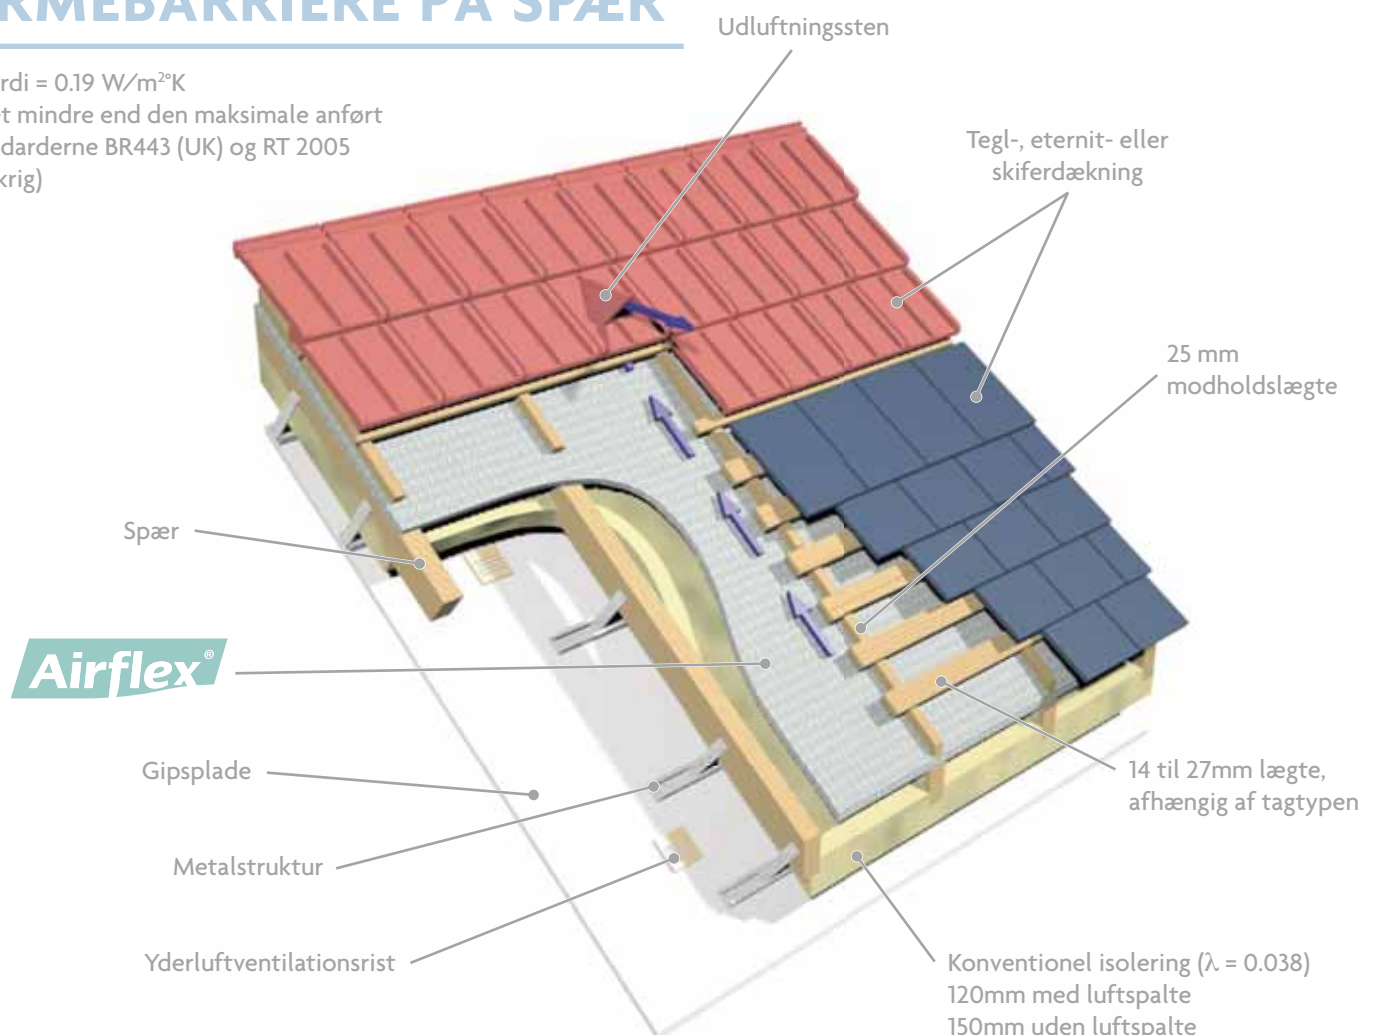 RMEBARRIERE PÅ SPÆR
rdi = 0.19 W/m²°K
t mindre end den maksimale anført
darderne BR443 (UK) og RT 2005
krig)
Udluftningssten
Tegl-, eternit- eller
skiferdækning
25 mm
modholdslægte
Spær
Airflex®
Gipsplade
Metalstruktur
Yderluftventilationsrist
14 til 27mm lægte,
afhængig af tagtypen
Konventionel isolering (λ = 0.038)
120mm med luftspalte
150mm uden luftspalte